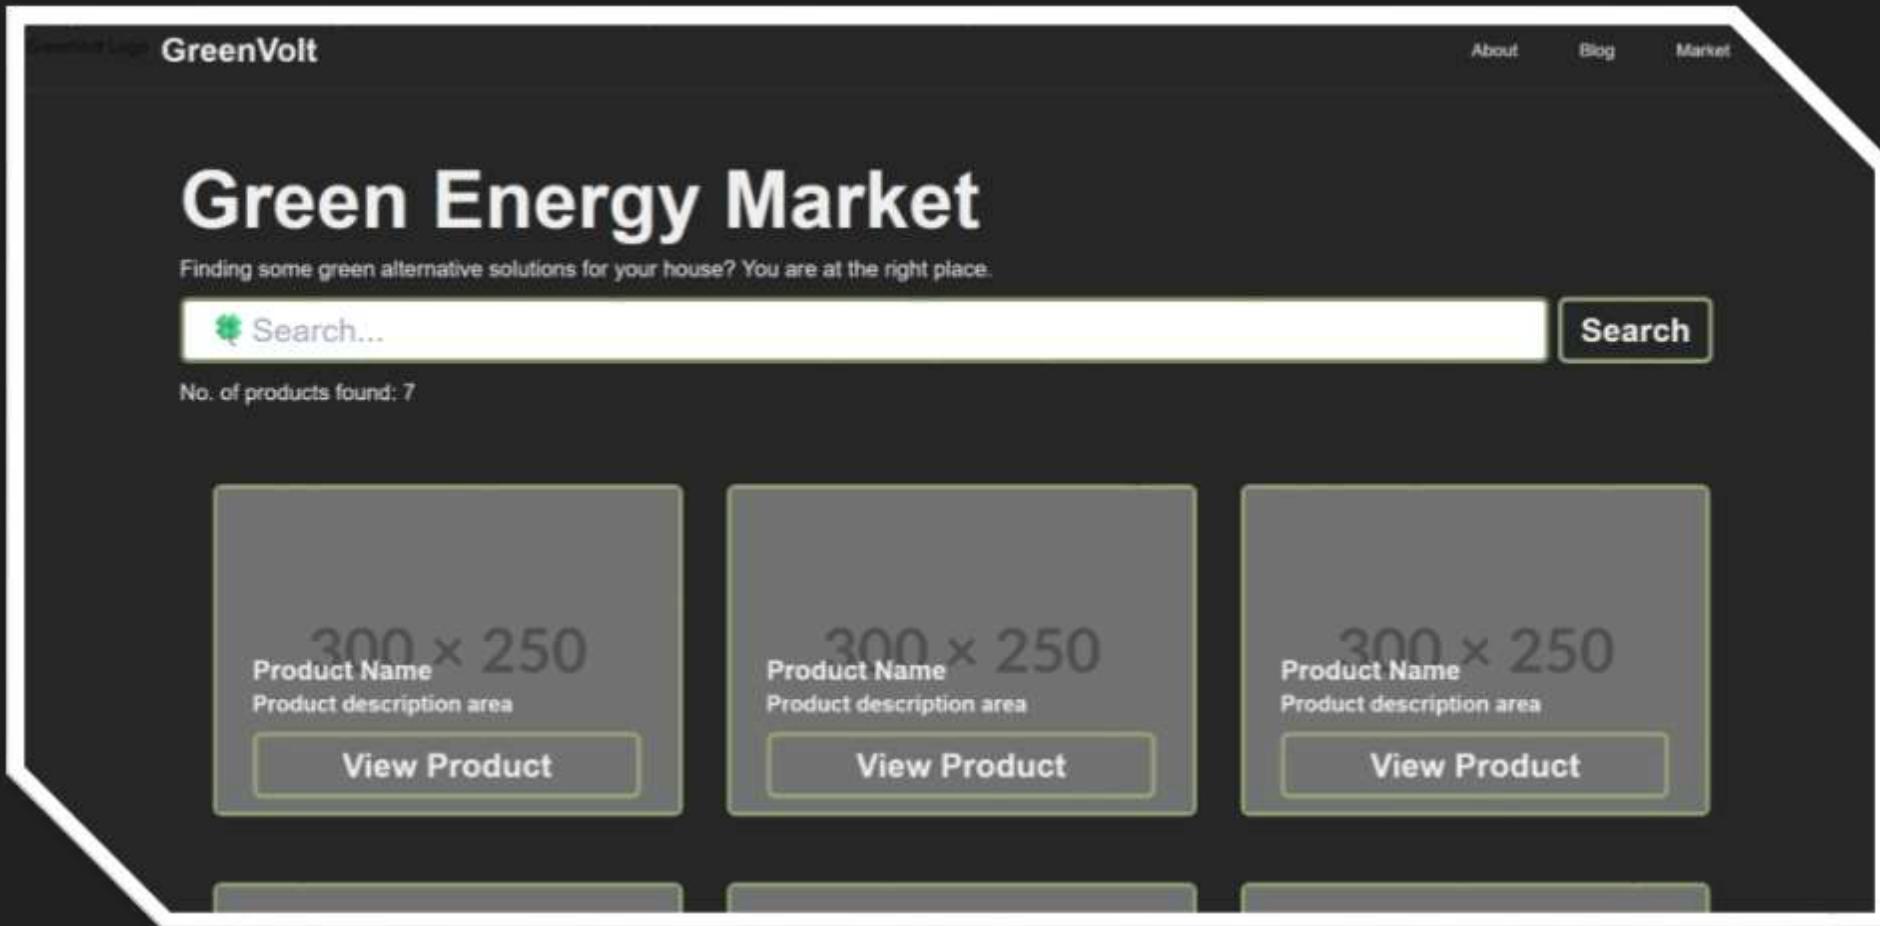 GreenVolt Logo GreenVolt About Blog Market
Green Energy Market
Finding some green alternative solutions for your house? You are at the right place.
Search... Search
No. of products found: 7
300 × 250 300 × 250 300 × 250
Product Name Product Name Product Name
Product description area Product description area Product description area
View Product View Product View Product